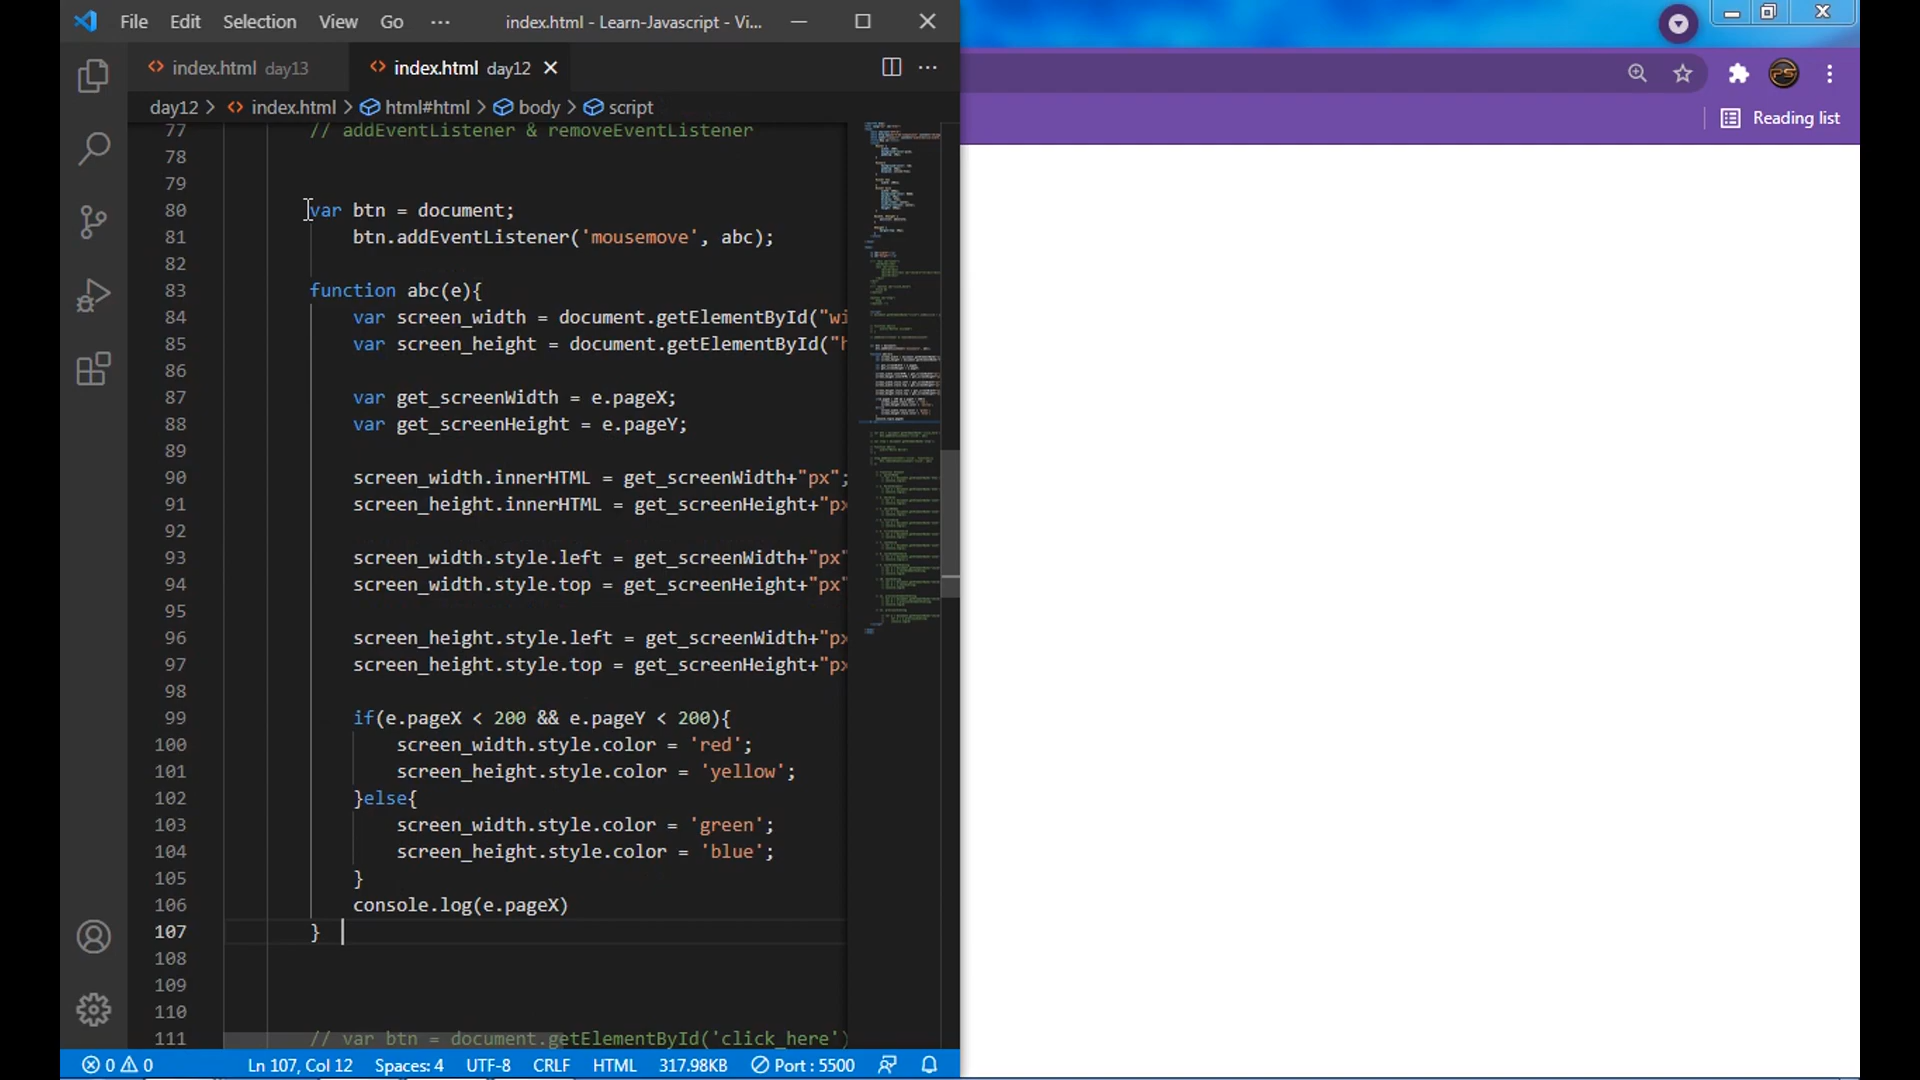 File Edit Selection View Go ··· index.html - Learn-Javascript - Vi...
index.html day13 index.html day12
day12 > index.html > html#html > body > script
Reading list
77 // addEventListener & removeEventListener
78
79
80 var btn = document;
81 btn.addEventListener('mousemove', abc);
82
83 function abc(e){
84 var screen_width = document.getElementById("wi
85 var screen_height = document.getElementById("h
86
87 var get_screenWidth = e.pageX;
88 var get_screenHeight = e.pageY;
89
90 screen_width.innerHTML = get_screenWidth+"px";
91 screen_height.innerHTML = get_screenHeight+"px
92
93 screen_width.style.left = get_screenWidth+"px"
94 screen_width.style.top = get_screenHeight+"px"
95
96 screen_height.style.left = get_screenWidth+"px
97 screen_height.style.top = get_screenHeight+"px
98
99 if(e.pageX < 200 && e.pageY < 200){
100 screen_width.style.color = 'red';
101 screen_height.style.color = 'yellow';
102 }else{
103 screen_width.style.color = 'green';
104 screen_height.style.color = 'blue';
105 }
106 console.log(e.pageX)
107 }
108
109
110
111 // var btn = document.getElementById('click_here')
0 0 Ln 107, Col 12 Spaces: 4 UTF-8 CRLF HTML 317.98KB Port : 5500